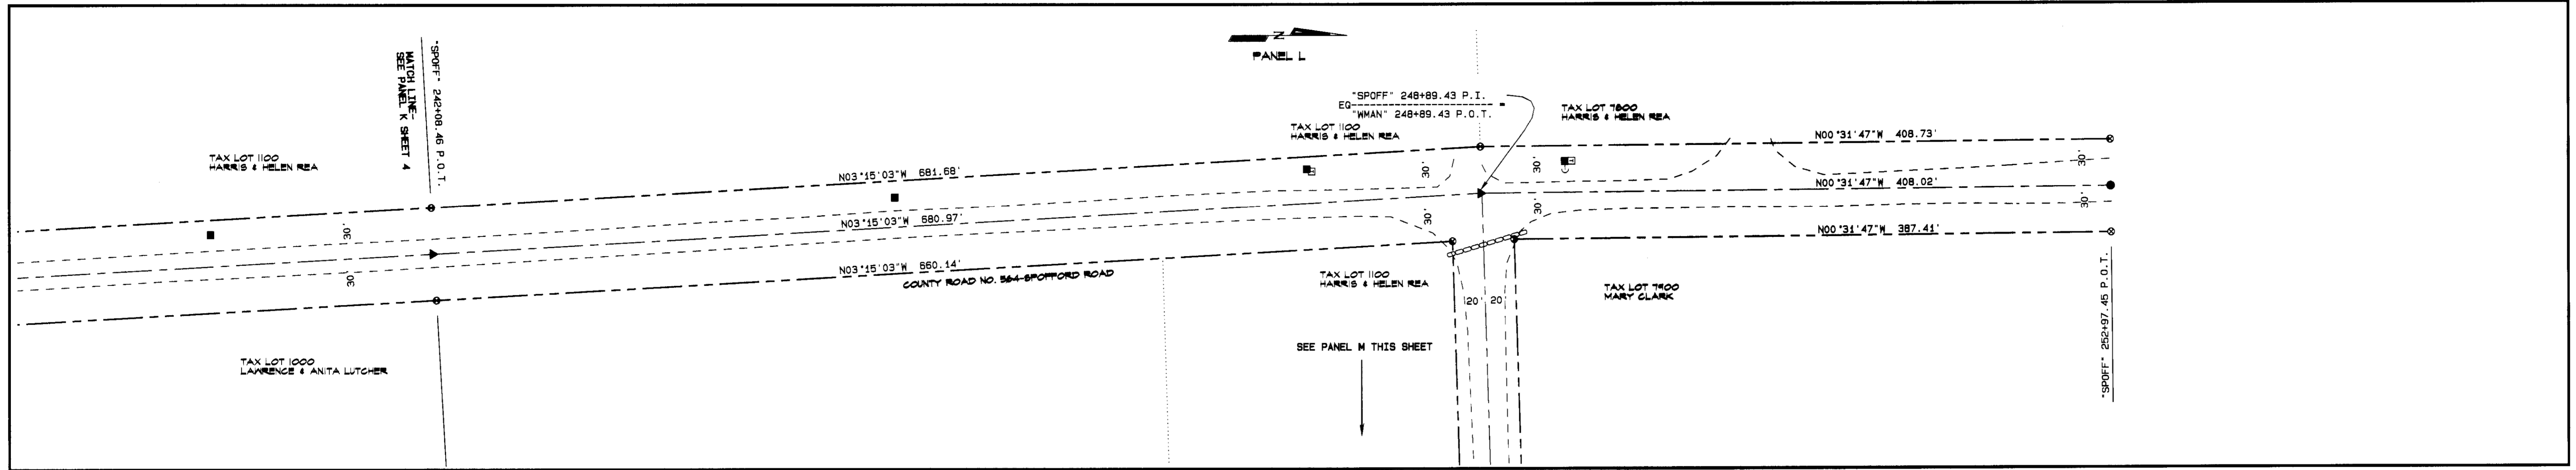 N
PANEL L
"SPOFF" 242+08.46 P.O.T.
MATCH LINE-
SEE PANEL K SHEET 4
TAX LOT 1100
HARRIS & HELEN REA
"SPOFF" 248+89.43 P.I.
EQ---------------------- =
"WMAN" 248+89.43 P.O.T.
TAX LOT 1100
HARRIS & HELEN REA
TAX LOT 7800
HARRIS & HELEN REA
N03°15'03"W 681.68'
N00°31'47"W 408.73'
30'
30'
30'
30'
N03°15'03"W 680.97'
N00°31'47"W 408.02'
30'
30'
30'
N03°15'03"W 660.14'
N00°31'47"W 387.41'
COUNTY ROAD NO. 584-SPOFFORD ROAD
TAX LOT 1100
HARRIS & HELEN REA
20' 20'
TAX LOT 7900
MARY CLARK
SEE PANEL M THIS SHEET
TAX LOT 1000
LAWRENCE & ANITA LUTCHER
"SPOFF" 252+97.45 P.O.T.